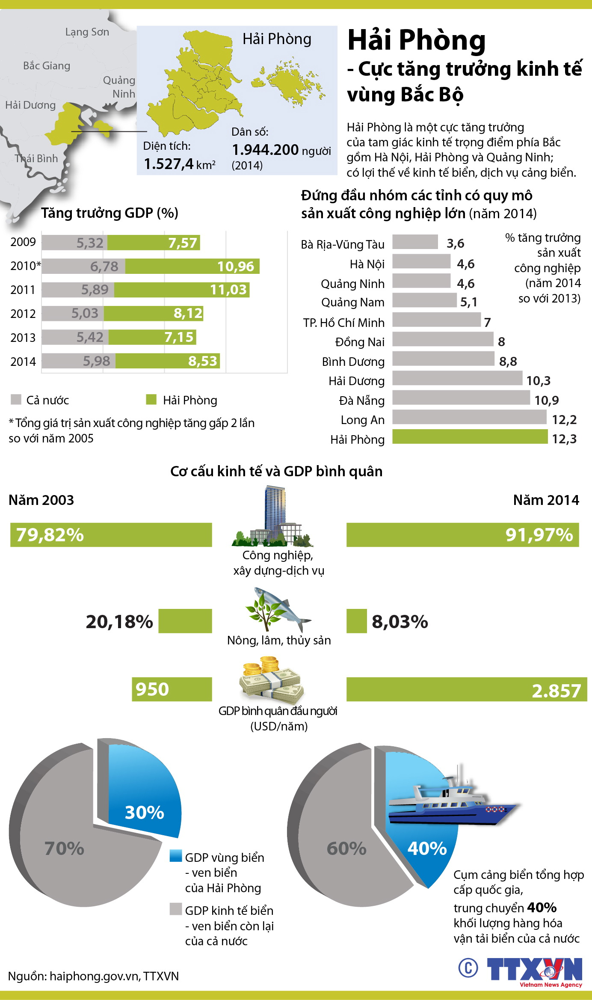 Lạng Sơn
Bắc Giang
Quảng
Ninh
Hải Dương
Thái Bình
Hải Phòng
Diện tích:
1.527,4 km²
Dân số:
1.944.200 người
(2014)
Hải Phòng
- Cực tăng trưởng kinh tế
vùng Bắc Bộ
Hải Phòng là một cực tăng trưởng
của tam giác kinh tế trọng điểm phía Bắc
gồm Hà Nội, Hải Phòng và Quảng Ninh;
có lợi thế về kinh tế biển, dịch vụ cảng biển.
Tăng trưởng GDP (%)
2009 5,32 7,57
2010* 6,78 10,96
2011 5,89 11,03
2012 5,03 8,12
2013 5,42 7,15
2014 5,98 8,53
Cả nước Hải Phòng
* Tổng giá trị sản xuất công nghiệp tăng gấp 2 lần
so với năm 2005
Đứng đầu nhóm các tỉnh có quy mô
sản xuất công nghiệp lớn (năm 2014)
% tăng trưởng
sản xuất
công nghiệp
(năm 2014
so với 2013)
Bà Rịa-Vũng Tàu 3,6
Hà Nội 4,6
Quảng Ninh 4,6
Quảng Nam 5,1
TP. Hồ Chí Minh 7
Đồng Nai 8
Bình Dương 8,8
Hải Dương 10,3
Đà Nẵng 10,9
Long An 12,2
Hải Phòng 12,3
Cơ cấu kinh tế và GDP bình quân
Năm 2003 Năm 2014
79,82% 91,97%
Công nghiệp,
xây dựng-dịch vụ
20,18% 8,03%
Nông, lâm, thủy sản
950 2.857
GDP bình quân đầu người
(USD/năm)
30%
70%
GDP vùng biển
- ven biển
của Hải Phòng
GDP kinh tế biển
- ven biển còn lại
của cả nước
60%
40%
Cụm cảng biển tổng hợp
cấp quốc gia,
trung chuyển 40%
khối lượng hàng hóa
vận tải biển của cả nước
Nguồn: haiphong.gov.vn, TTXVN
© TTXVN
Vietnam News Agency